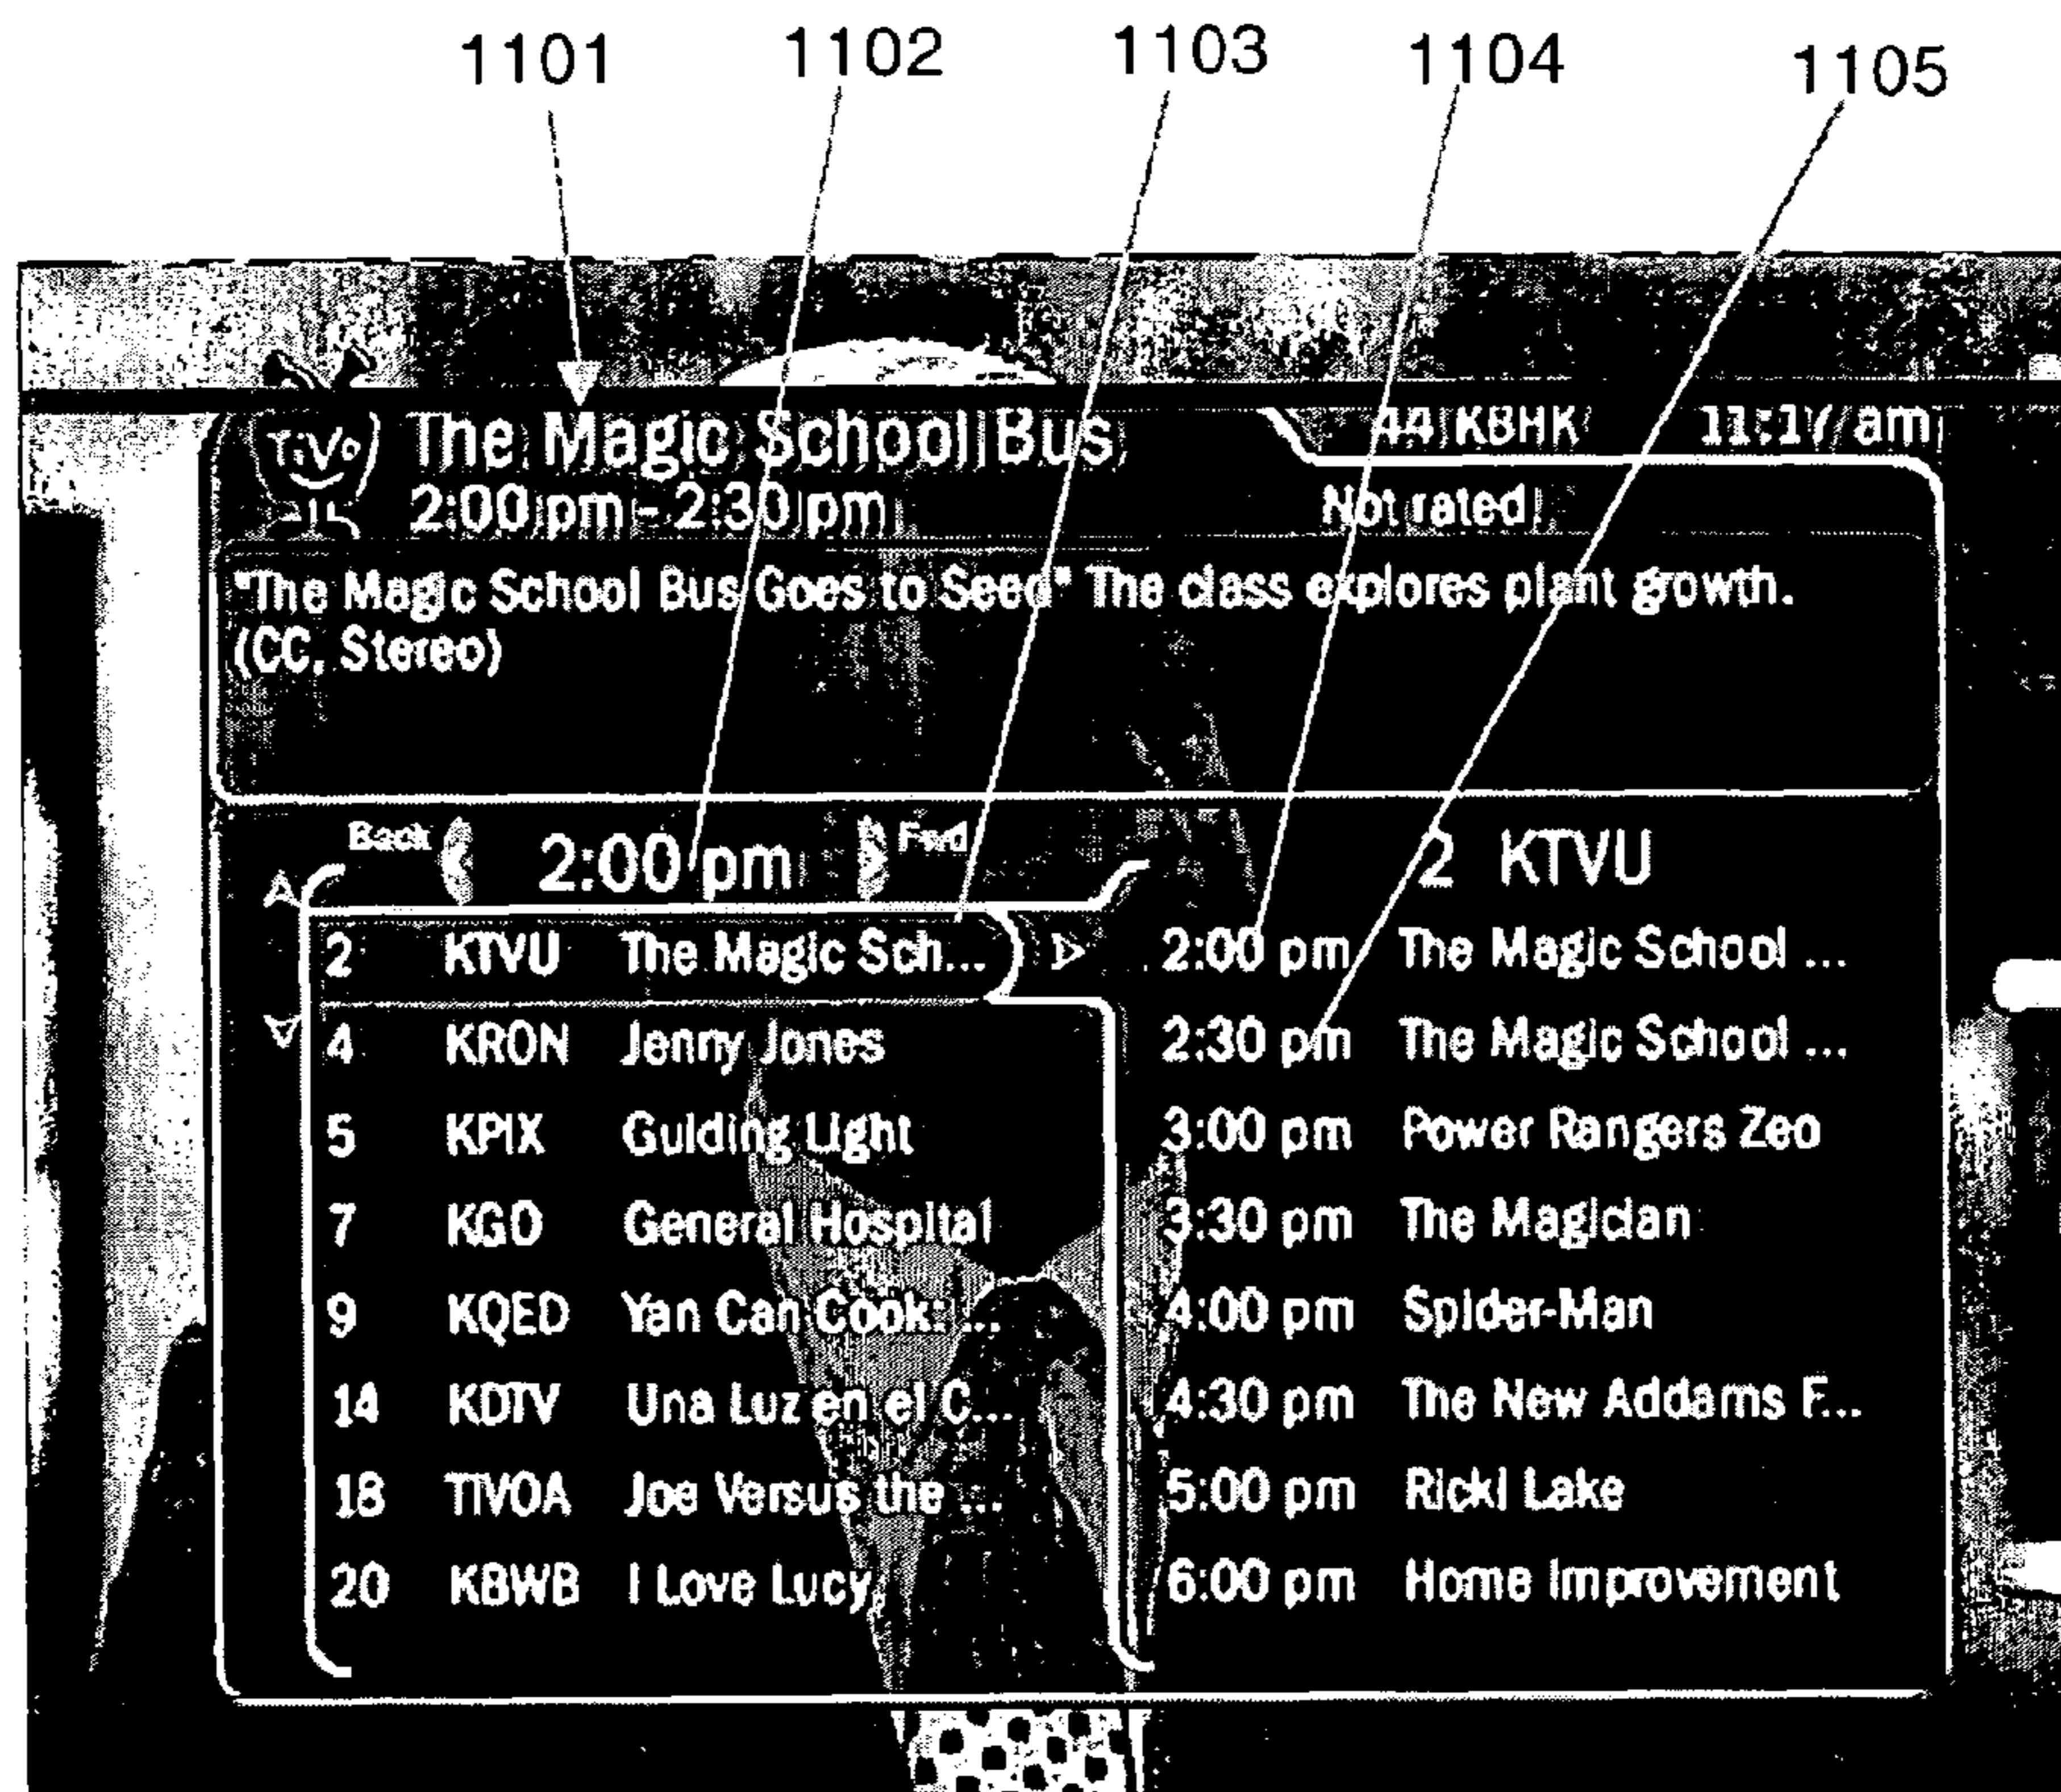 1101 1102 1103 1104 1105
TiVo
The Magic School Bus 44 KBHK 11:17 am
2:00 pm - 2:30 pm Not rated
"The Magic School Bus Goes to Seed" The class explores plant growth.
(CC, Stereo)
Back 2:00 pm Fwd 2 KTVU
2 KTVU The Magic Sch... 2:00 pm The Magic School ...
4 KRON Jenny Jones 2:30 pm The Magic School ...
5 KPIX Guiding Light 3:00 pm Power Rangers Zeo
7 KGO General Hospital 3:30 pm The Magician
9 KQED Yan Can Cook: ... 4:00 pm Spider-Man
14 KDTV Una Luz en el C... 4:30 pm The New Addams F...
18 TIVOA Joe Versus the ... 5:00 pm Ricki Lake
20 KBWB I Love Lucy 6:00 pm Home Improvement